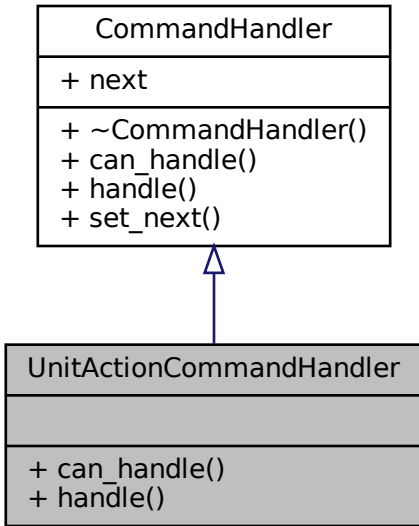 CommandHandler
+ next
+ ~CommandHandler()
+ can_handle()
+ handle()
+ set_next()
UnitActionCommandHandler
+ can_handle()
+ handle()